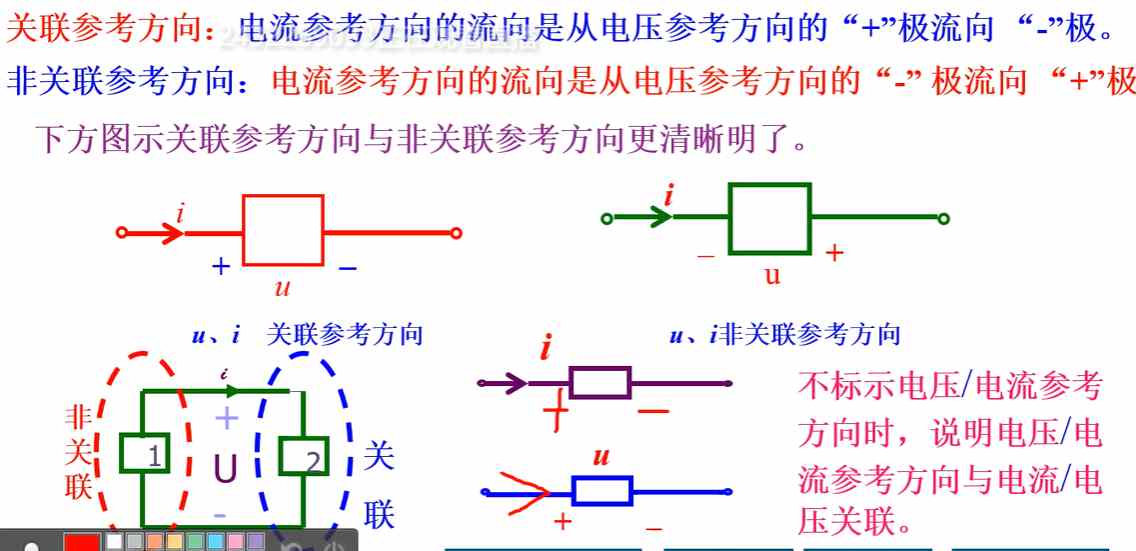 关联参考方向：电流参考方向的流向是从电压参考方向的“+”极流向 “-”极。
非关联参考方向：电流参考方向的流向是从电压参考方向的“-” 极流向 “+”极
下方图示关联参考方向与非关联参考方向更清晰明了。
i
+ −
u
i
− +
u
u、i 关联参考方向
u、i非关联参考方向
i
非关联
1
+
U
-
2
关联
i
+ −
u
+ −
不标示电压/电流参考
方向时，说明电压/电
流参考方向与电流/电
压关联。